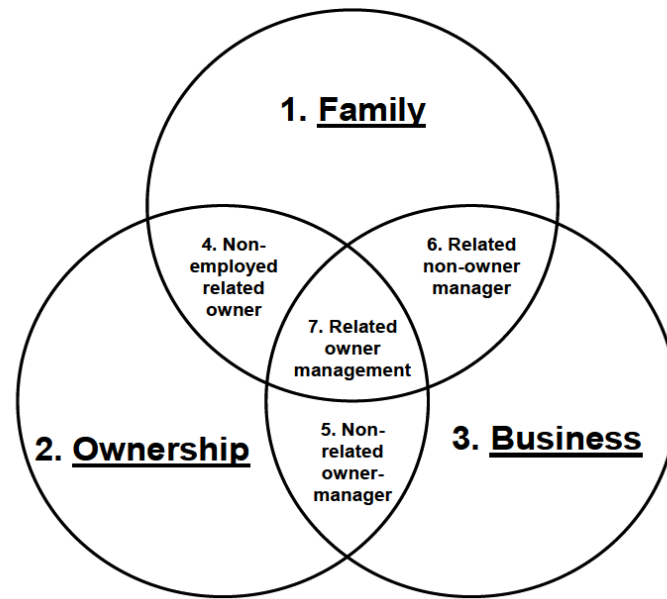 1. Family
4. Non-
employed
related
owner
6. Related
non-owner
manager
7. Related
owner
management
2. Ownership
5. Non-
related
owner-
manager
3. Business